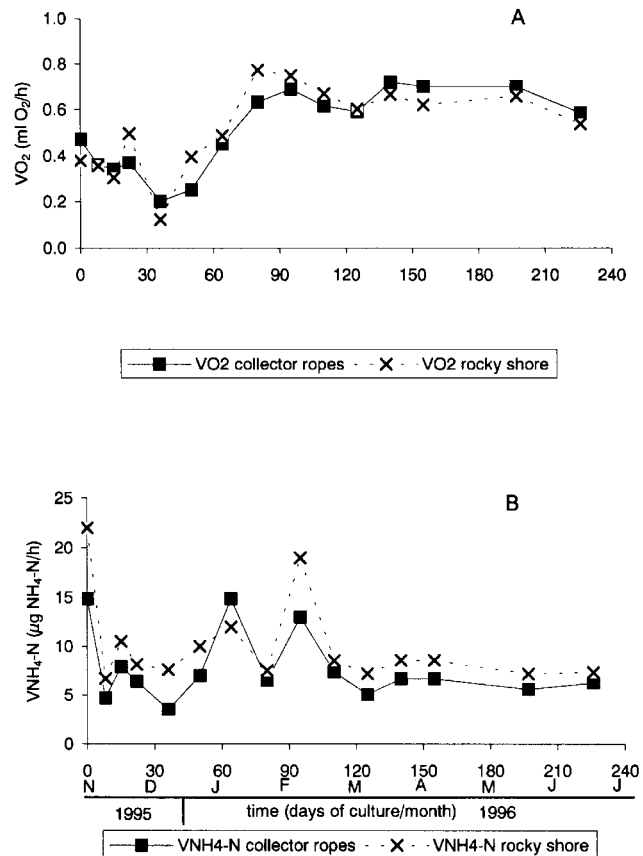 A
VO₂ (ml O₂/h)
1.0
0.8
0.6
0.4
0.2
0.0
0 30 60 90 120 150 180 210 240
VO2 collector ropes VO2 rocky shore
B
VNH₄-N (µg NH₄-N/h)
25
20
15
10
5
0
0 30 60 90 120 150 180 210 240
N D J F M A M J J
1995 time (days of culture/month) 1996
VNH4-N collector ropes VNH4-N rocky shore